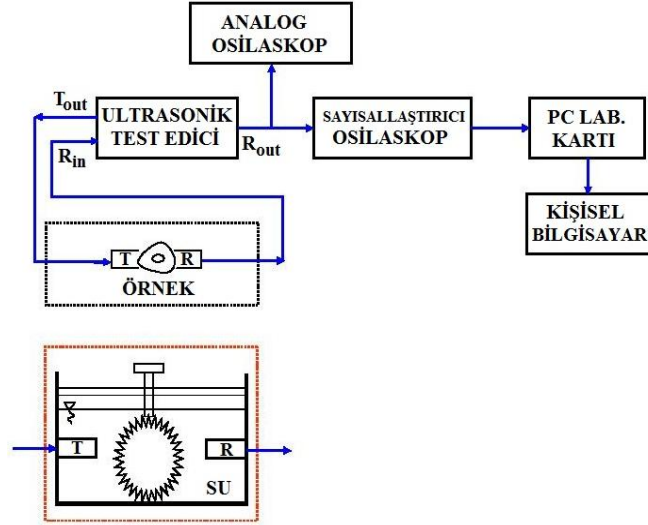 ANALOG
OSİLASKOP
Tout
ULTRASONİK
TEST EDİCİ
Rin
Rout
SAYISALLAŞTIRICI
OSİLASKOP
PC LAB.
KARTI
KİŞİSEL
BİLGİSAYAR
T
R
ÖRNEK
T
R
SU